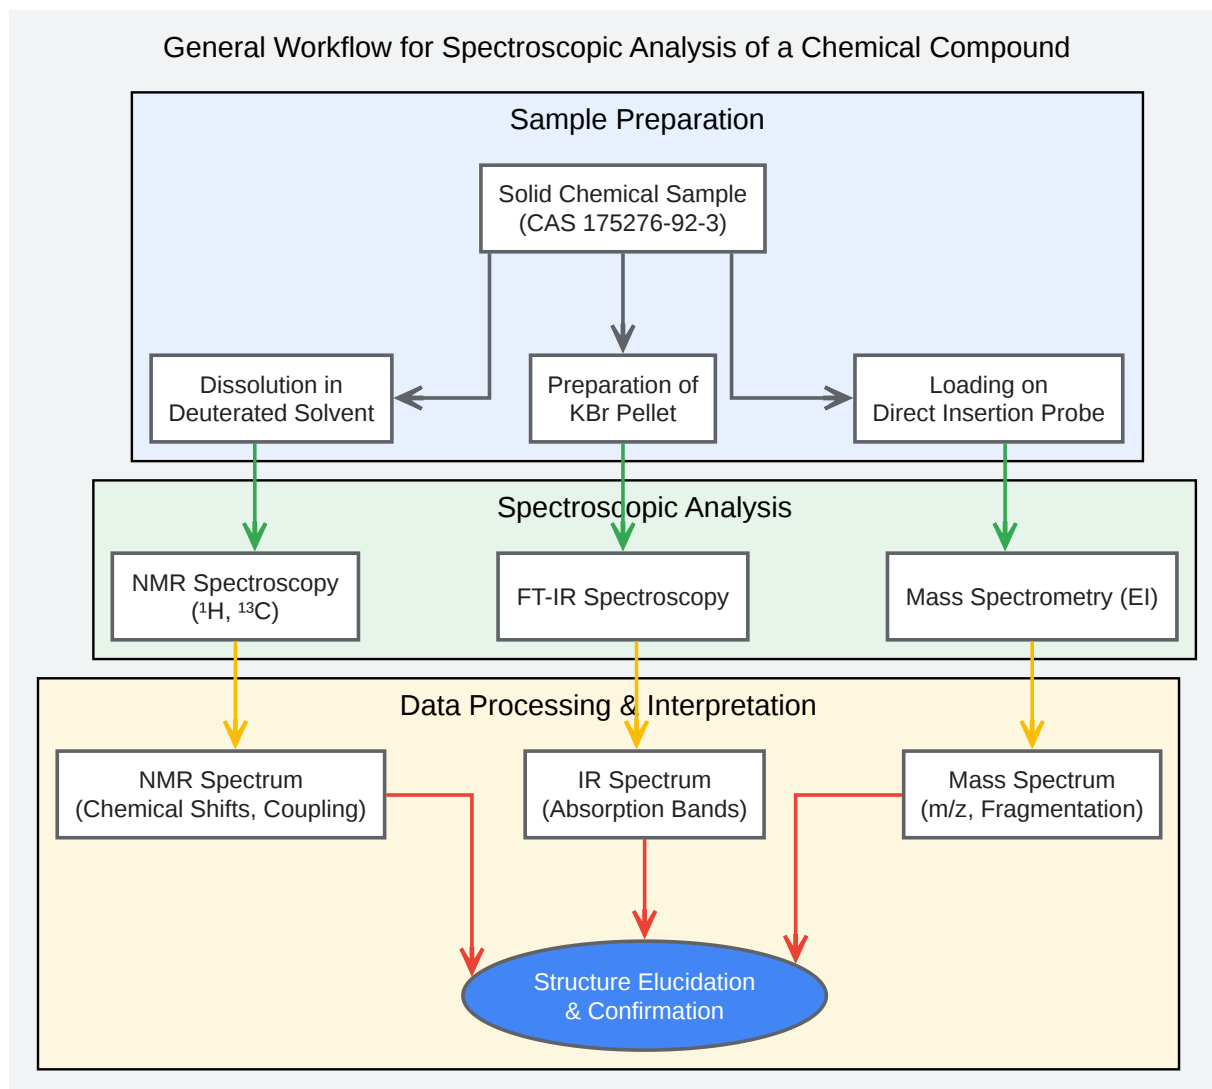 General Workflow for Spectroscopic Analysis of a Chemical Compound
Sample Preparation
Solid Chemical Sample
(CAS 175276-92-3)
Dissolution in
Deuterated Solvent
Preparation of
KBr Pellet
Loading on
Direct Insertion Probe
Spectroscopic Analysis
NMR Spectroscopy
(¹H, ¹³C)
FT-IR Spectroscopy
Mass Spectrometry (EI)
Data Processing & Interpretation
NMR Spectrum
(Chemical Shifts, Coupling)
IR Spectrum
(Absorption Bands)
Mass Spectrum
(m/z, Fragmentation)
Structure Elucidation
& Confirmation